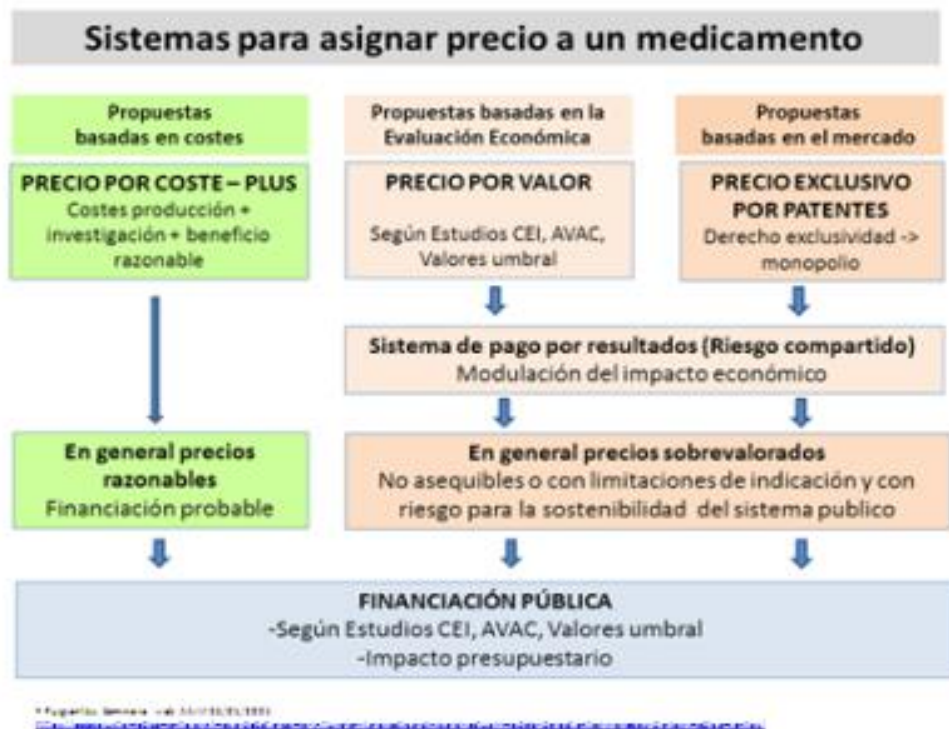 Sistemas para asignar precio a un medicamento
Propuestas
basadas en costes
PRECIO POR COSTE – PLUS
Costes producción +
investigación + beneficio
razonable
Propuestas basadas en la
Evaluación Económica
PRECIO POR VALOR
Según Estudios CEI, AVAC,
Valores umbral
Propuestas
basadas en el mercado
PRECIO EXCLUSIVO
POR PATENTES
Derecho exclusividad ->
monopolio
Sistema de pago por resultados (Riesgo compartido)
Modulación del impacto económico
En general precios
razonables
Financiación probable
En general precios sobrevalorados
No asequibles o con limitaciones de indicación y con
riesgo para la sostenibilidad del sistema publico
FINANCIACIÓN PÚBLICA
-Según Estudios CEI, AVAC, Valores umbral
-Impacto presupuestario